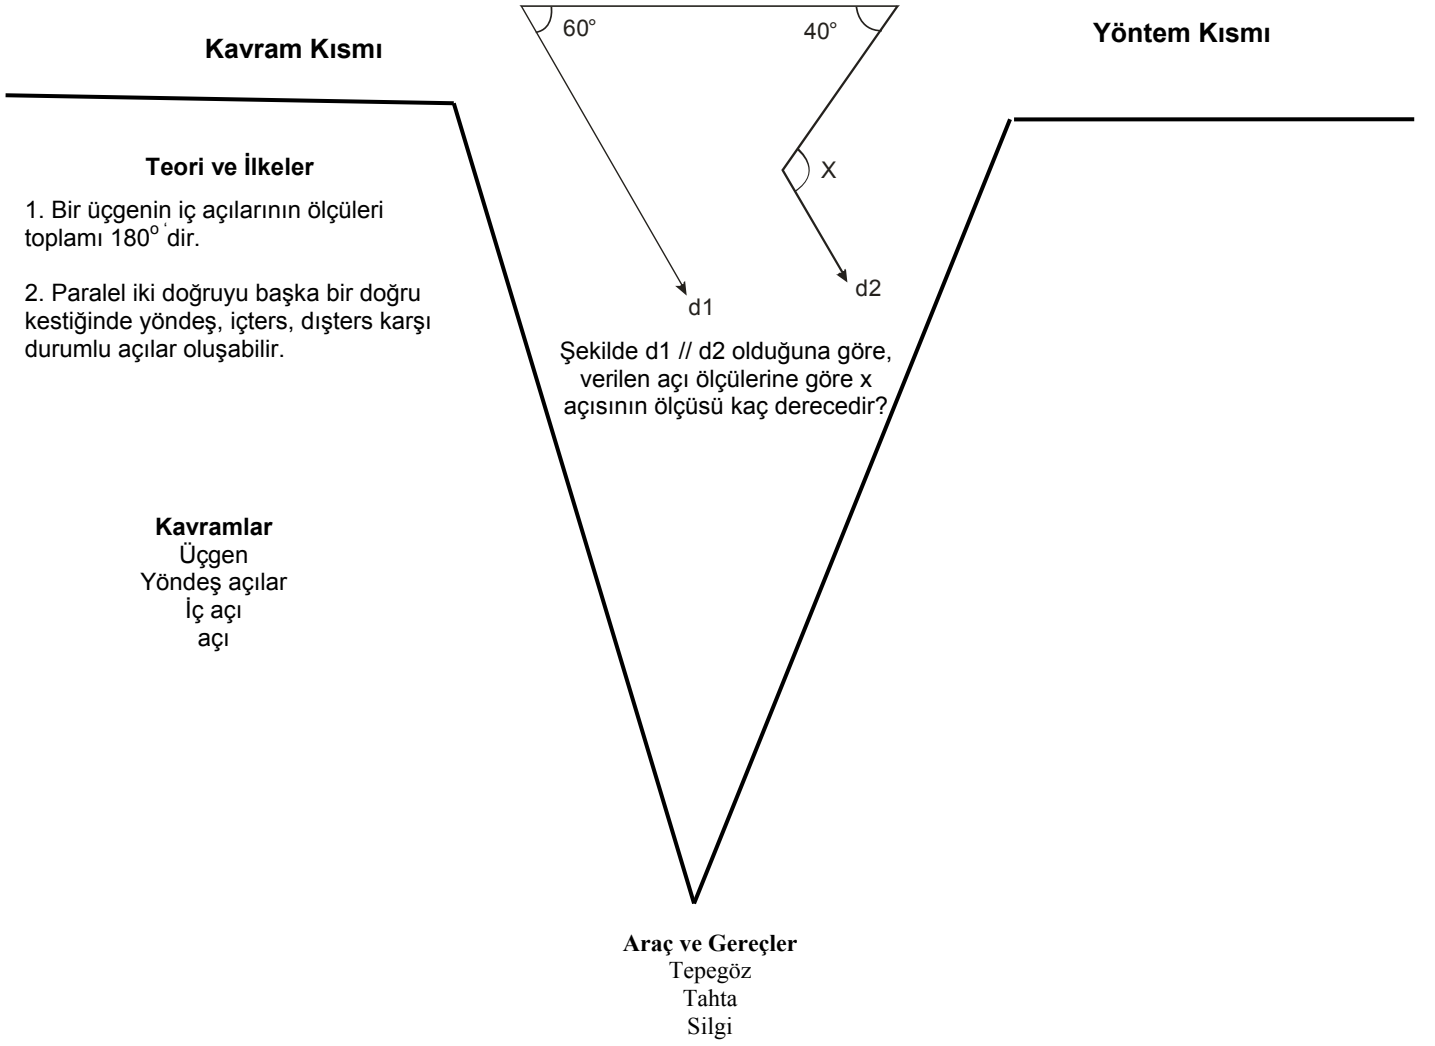 Kavram Kısmı
60°
40°
Yöntem Kısmı
Teori ve İlkeler
1. Bir üçgenin iç açılarının ölçüleri
toplamı 180° 'dir.
2. Paralel iki doğruyu başka bir doğru
kestiğinde yöndeş, içters, dışters karşı
durumlu açılar oluşabilir.
X
d1
d2
Şekilde d1 // d2 olduğuna göre,
verilen açı ölçülerine göre x
açısının ölçüsü kaç derecedir?
Kavramlar
Üçgen
Yöndeş açılar
İç açı
açı
Araç ve Gereçler
Tepegöz
Tahta
Silgi